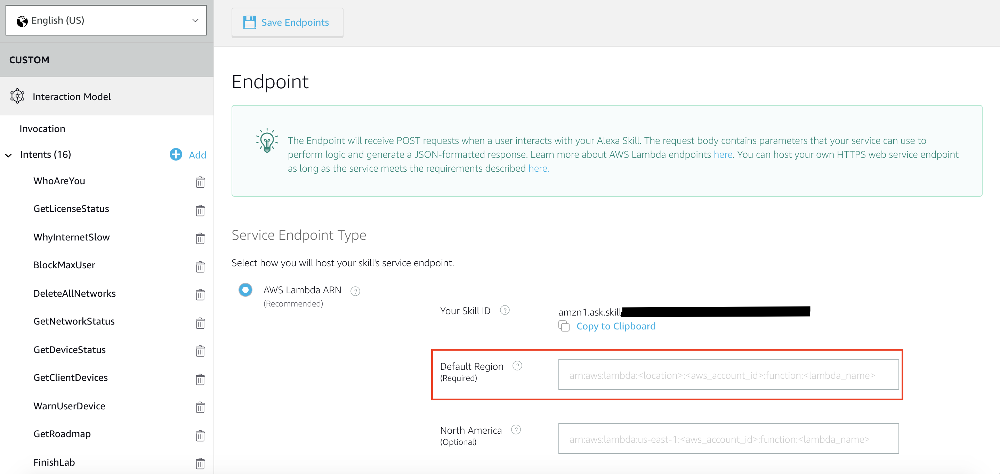 English (US)
CUSTOM
Interaction Model
Invocation
Intents (16)
Add
WhoAreYou
GetLicenseStatus
WhyInternetSlow
BlockMaxUser
DeleteAllNetworks
GetNetworkStatus
GetDeviceStatus
GetClientDevices
WarnUserDevice
GetRoadmap
FinishLab
Save Endpoints
Endpoint
The Endpoint will receive POST requests when a user interacts with your Alexa Skill. The request body contains parameters that your service can use to
perform logic and generate a JSON-formatted response. Learn more about AWS Lambda endpoints here. You can host your own HTTPS web service endpoint
as long as the service meets the requirements described here.
Service Endpoint Type
Select how you will host your skill's service endpoint.
AWS Lambda ARN ?
(Recommended)
Your Skill ID ?
amzn1.ask.skill
Copy to Clipboard
Default Region ?
(Required)
arn:aws:lambda:<location>:<aws_account_id>:function:<lambda_name>
North America ?
(Optional)
arn:aws:lambda:us-east-1:<aws_account_id>:function:<lambda_name>